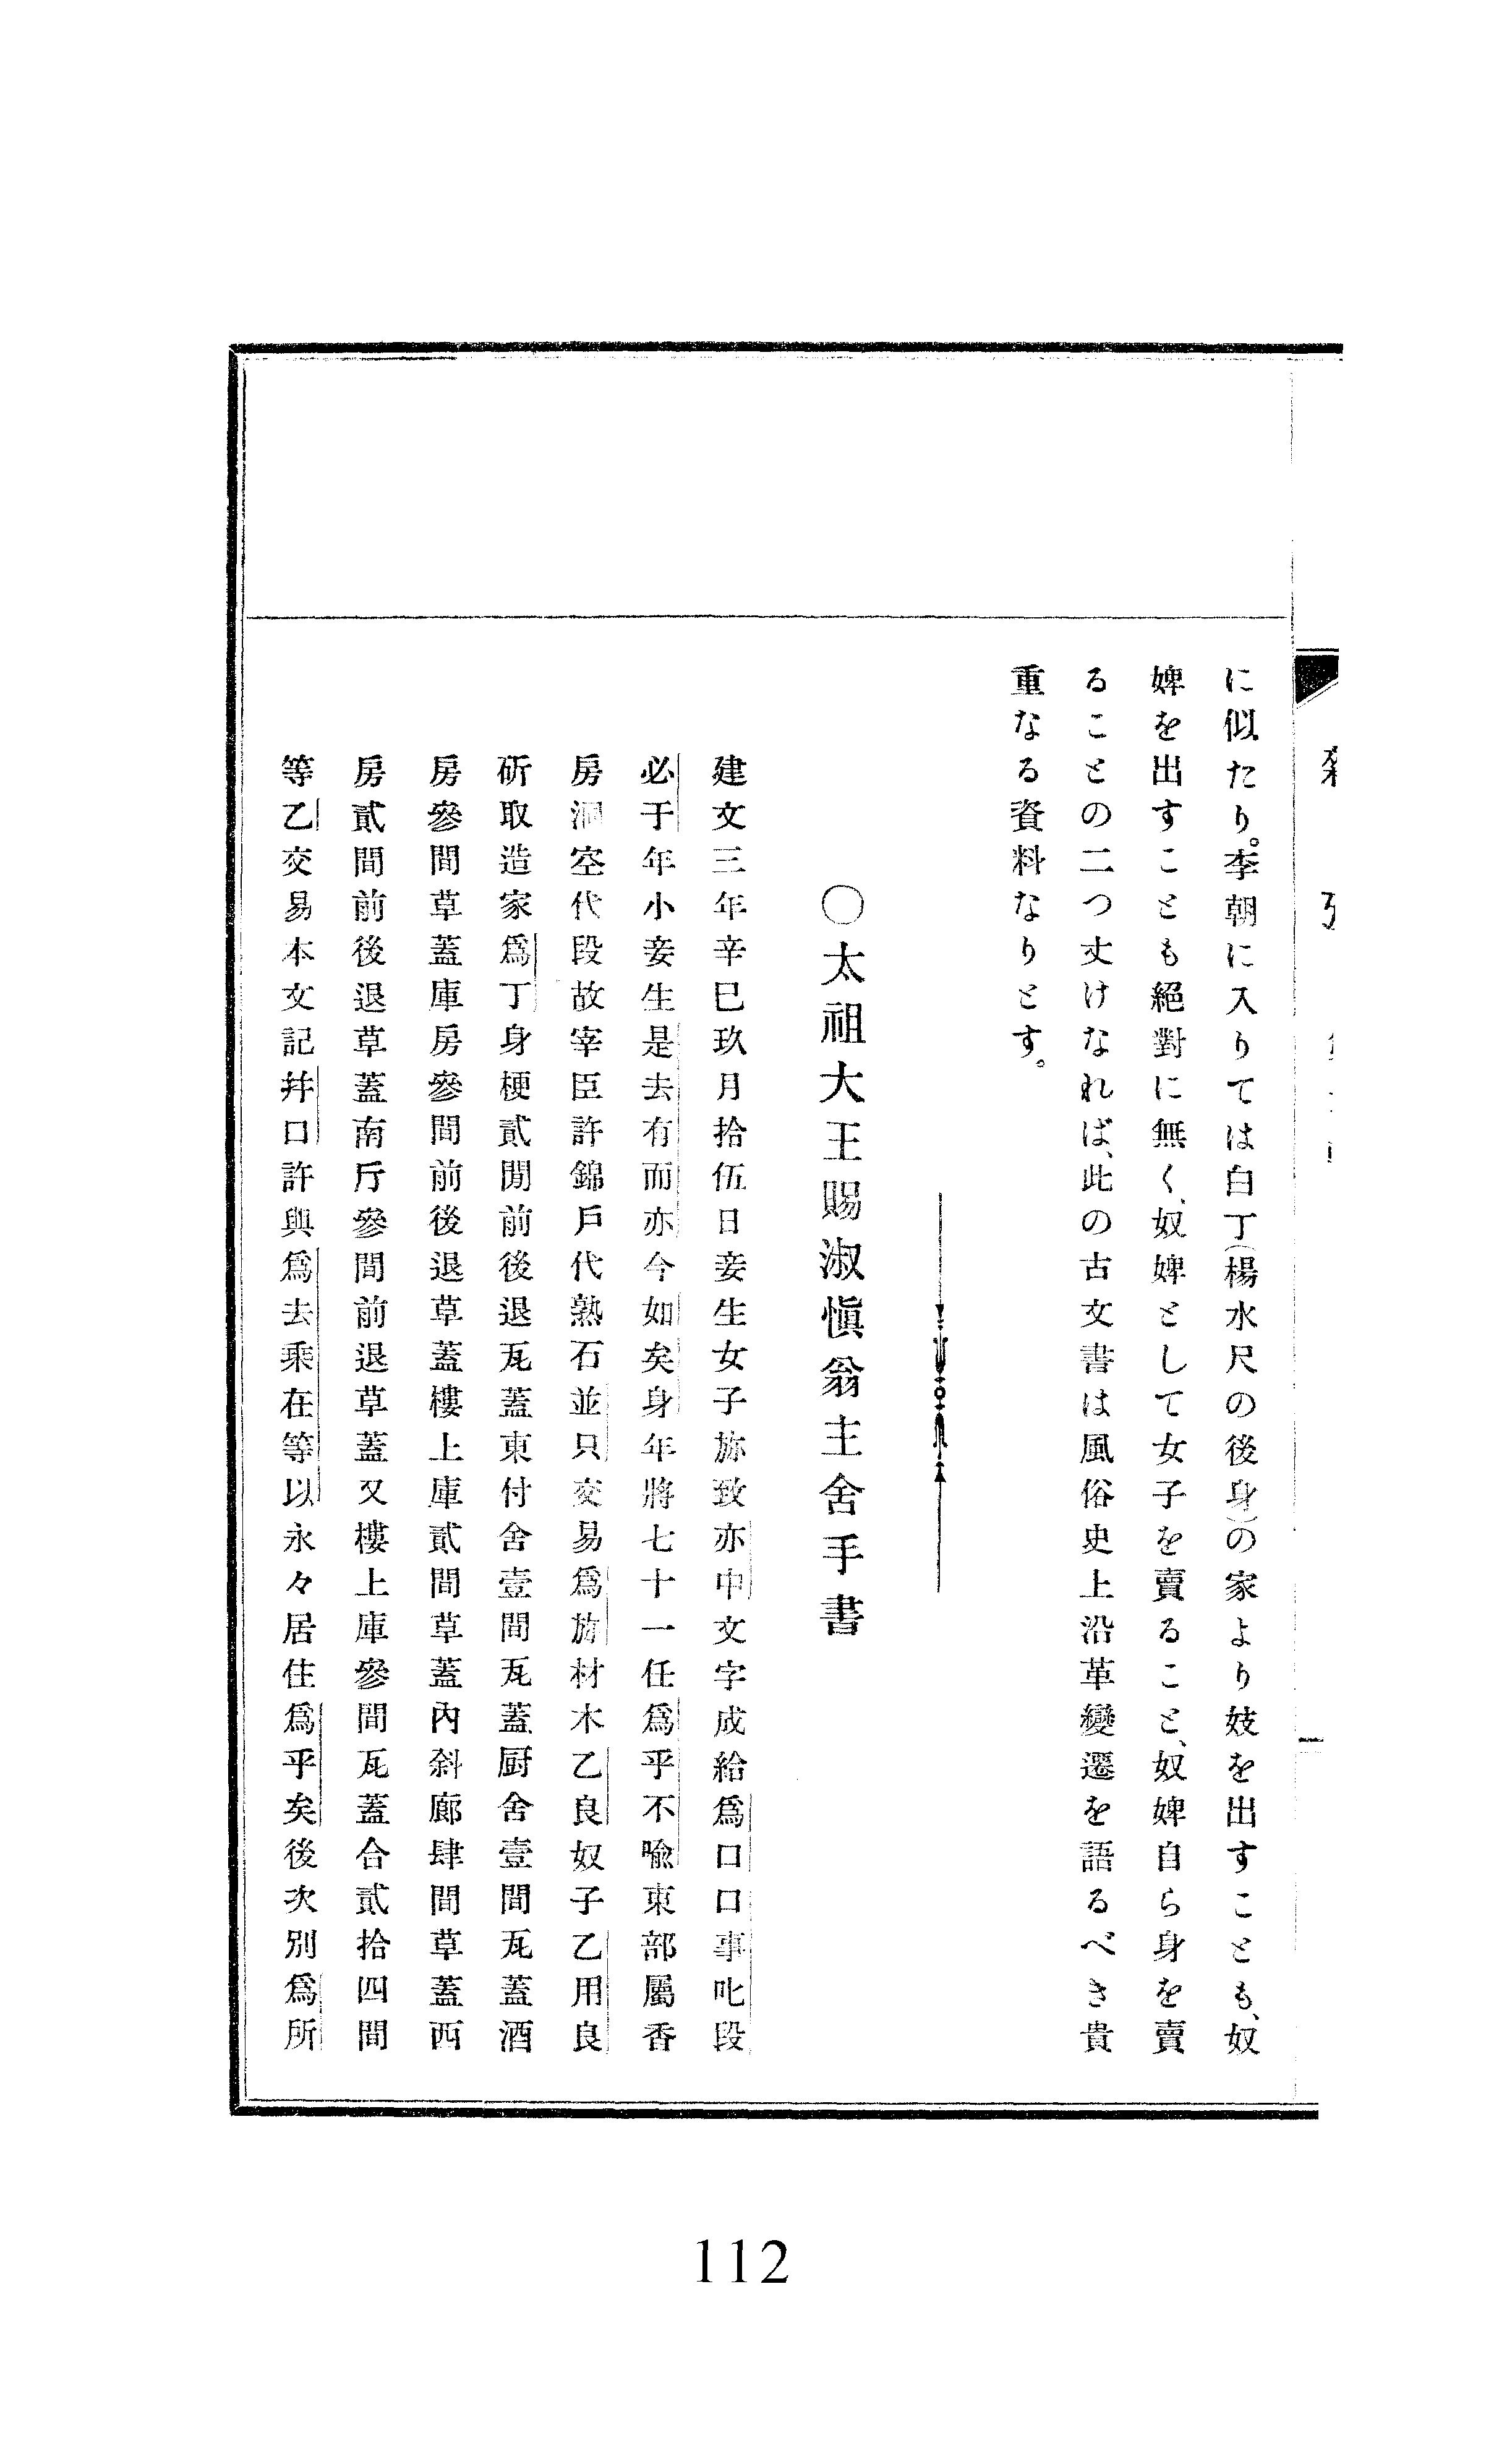 に似たり。李朝に入りては白丁(楊水尺の後身)の家より妓を出すことも、奴
婢を出すことも絕對に無く、奴婢として女子を賣ること、奴婢自ら身を賣
ることの二つ丈けなれば、此の古文書は風俗史上沿革變遷を語るべき貴
重なる資料なりとす。
〇太祖大王賜淑愼翁主舍手書
建文三年辛巳玖月拾伍日妾生女子旀致亦中文字成給爲口口事叱段
必于年小妾生是去有而亦今如矣身年將七十一任爲乎不喩東部屬香
房洞空代段故宰臣許錦戶代熟石並只交易爲旀材木乙良奴子乙用良
斫取造家爲丁身梗貳間前後退瓦蓋東付舍壹間瓦蓋厨舍壹間瓦蓋酒
房參間草蓋庫房參間前後退草蓋樓上庫貳間草蓋內斜廊肆間草蓋西
房貳間前後退草蓋南斤參間前退草蓋又樓上庫參間瓦蓋合貳拾四間
等乙交易本文記幷口許與爲去乘在等以永々居住爲乎矣後次別爲所
112